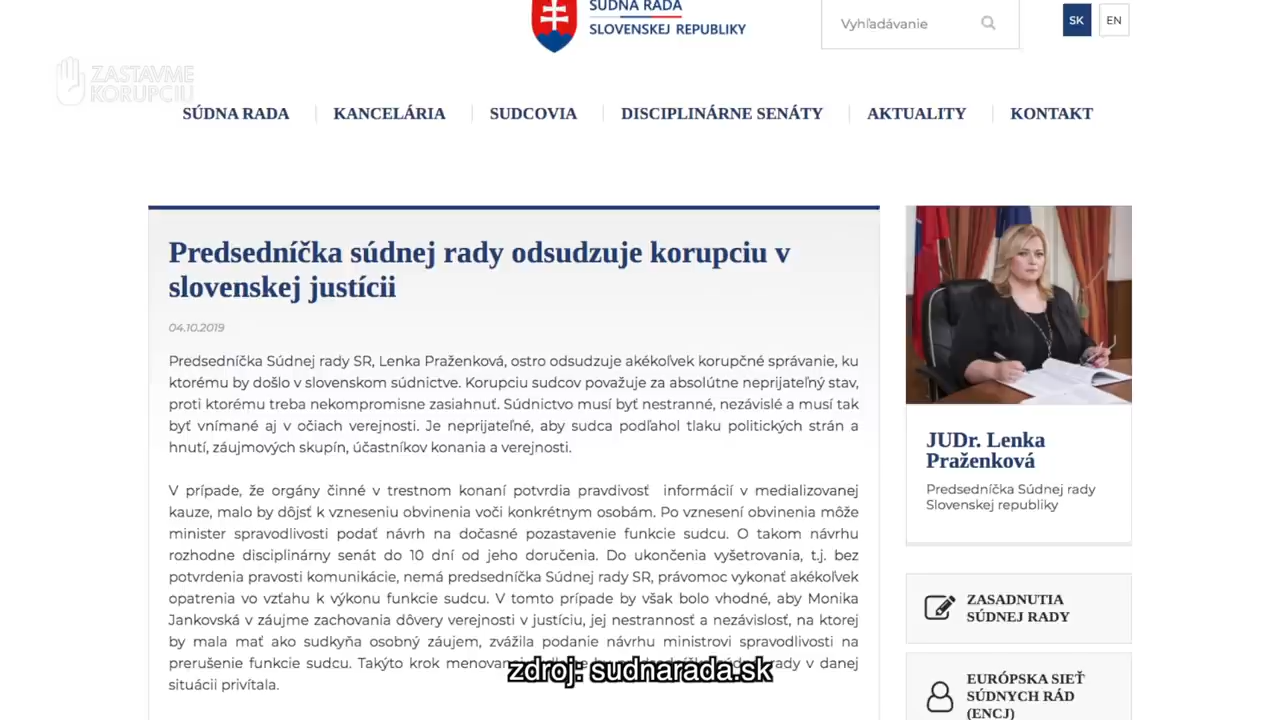 SÚDNA RADA
SLOVENSKEJ REPUBLIKY
Vyhľadávanie
SK
EN
ZASTAVME
KORUPCIU
SÚDNA RADA
KANCELÁRIA
SUDCOVIA
DISCIPLINÁRNE SENÁTY
AKTUALITY
KONTAKT
Predsedníčka súdnej rady odsudzuje korupciu v
slovenskej justícii
04.10.2019
Predsedníčka Súdnej rady SR, Lenka Praženková, ostro odsudzuje akékoľvek korupčné správanie, ku
ktorému by došlo v slovenskom súdnictve. Korupciu sudcov považuje za absolútne neprijateľný stav,
proti ktorému treba nekompromisne zasiahnuť. Súdnictvo musí byť nestranné, nezávislé a musí tak
byť vnímané aj v očiach verejnosti. Je neprijateľné, aby sudca podľahol tlaku politických strán a
hnutí, záujmových skupín, účastníkov konania a verejnosti.
V prípade, že orgány činné v trestnom konaní potvrdia pravdivosť informácií v medializovanej
kauze, malo by dôjsť k vzneseniu obvinenia voči konkrétnym osobám. Po vznesení obvinenia môže
minister spravodlivosti podať návrh na dočasné pozastavenie funkcie sudcu. O takom návrhu
rozhodne disciplinárny senát do 10 dní od jeho doručenia. Do ukončenia vyšetrovania, t.j. bez
potvrdenia pravosti komunikácie, nemá predsedníčka Súdnej rady SR, právomoc vykonať akékoľvek
opatrenia vo vzťahu k výkonu funkcie sudcu. V tomto prípade by však bolo vhodné, aby Monika
Jankovská v záujme zachovania dôvery verejnosti v justíciu, jej nestrannosť a nezávislosť, na ktorej
by mala mať ako sudkyňa osobný záujem, zvážila podanie návrhu ministrovi spravodlivosti na
prerušenie funkcie sudcu. Takýto krok rady v danej
situácii privítala.
zdroj: sudnarada.sk
JUDr. Lenka
Praženková
Predsedníčka Súdnej rady
Slovenskej republiky
ZASADNUTIA
SÚDNEJ RADY
EURÓPSKA SIEŤ
SÚDNYCH RÁD
(ENCJ)